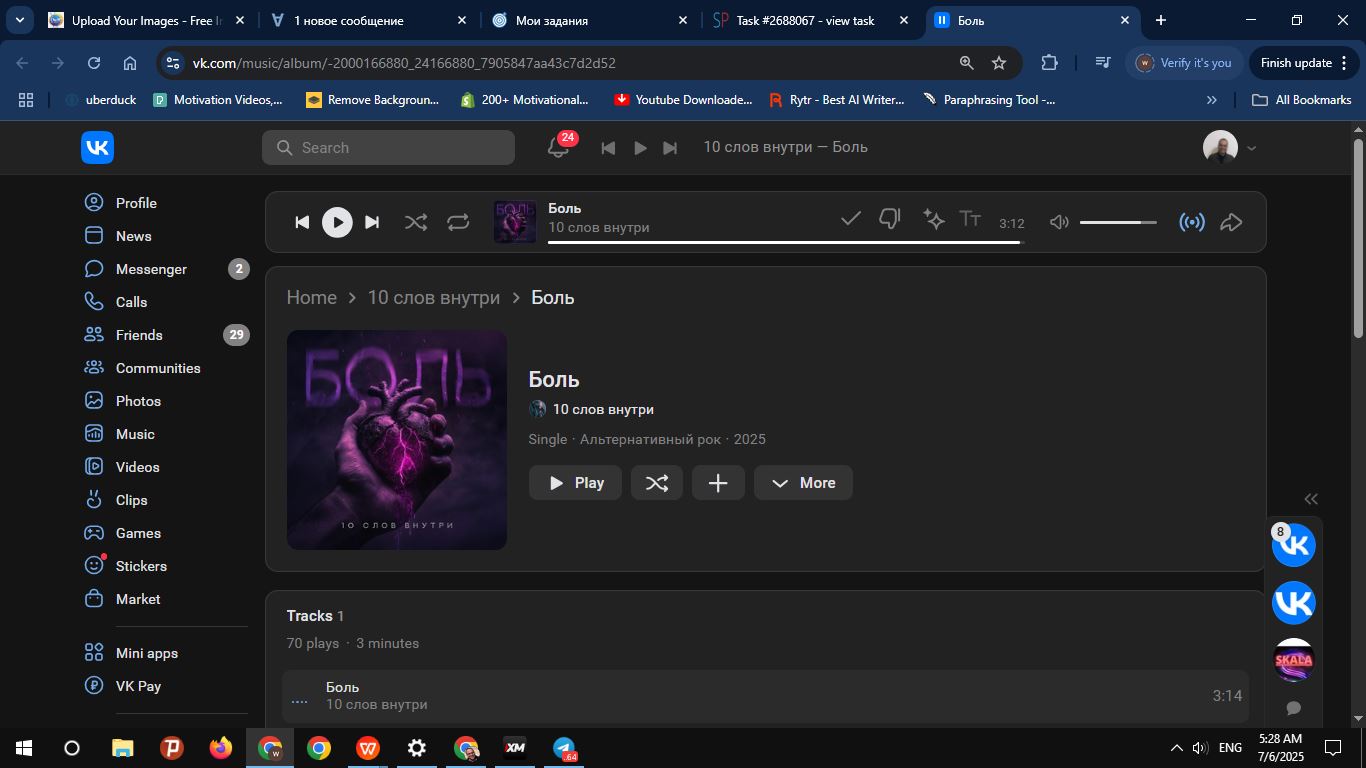 Upload Your Images - Free I
1 новое сообщение
Мои задания
Task #2688067 - view task
Боль
vk.com/music/album/-2000166880_24166880_7905847aa43c7d2d52
Verify it's you
Finish update
uberduck
Motivation Videos,...
Remove Backgroun...
200+ Motivational...
Youtube Downloade...
Rytr - Best AI Writer...
Paraphrasing Tool -...
All Bookmarks
Search
24
10 слов внутри — Боль
Profile
News
Messenger 2
Calls
Friends 29
Communities
Photos
Music
Videos
Clips
Games
Stickers
Market
Mini apps
VK Pay
Боль
10 слов внутри
3:12
Home > 10 слов внутри > Боль
БОЛЬ
10 СЛОВ ВНУТРИ
Боль
10 слов внутри
Single · Альтернативный рок · 2025
Play
More
Tracks 1
70 plays · 3 minutes
Боль
10 слов внутри
3:14
8
SKALA
ENG
5:28 AM
7/6/2025